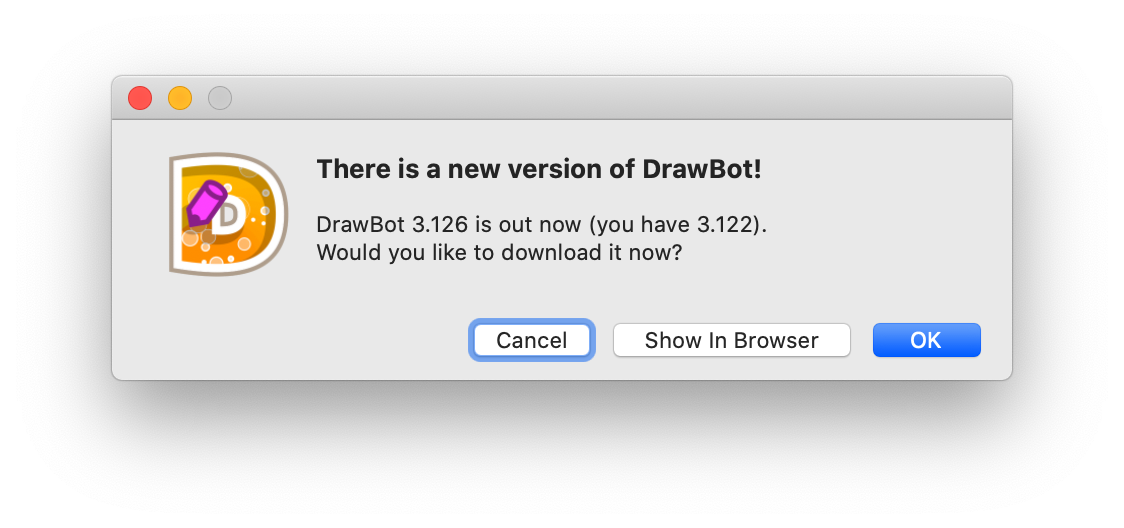 There is a new version of DrawBot!
D
DrawBot 3.126 is out now (you have 3.122).
Would you like to download it now?
Cancel
Show In Browser
OK